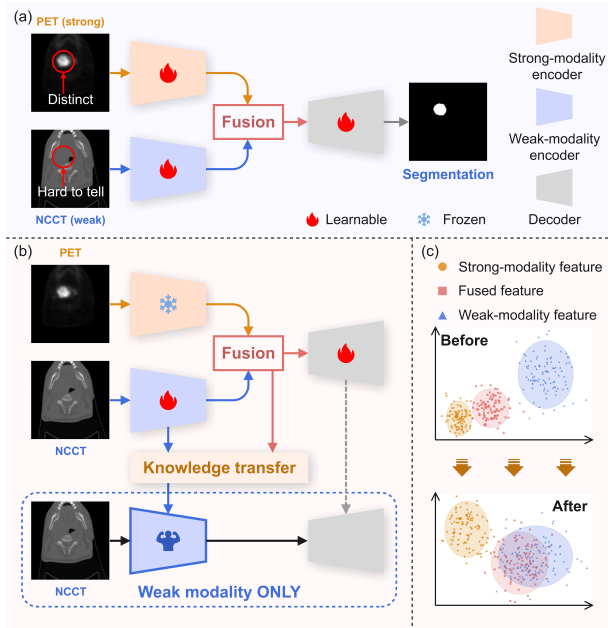 (a)
PET (strong)
Distinct
Hard to tell
NCCT (weak)
Fusion
Segmentation
Learnable
Frozen
Strong-modality
encoder
Weak-modality
encoder
Decoder
(b)
PET
NCCT
Fusion
Knowledge transfer
NCCT
Weak modality ONLY
(c)
Strong-modality feature
Fused feature
Weak-modality feature
Before
After